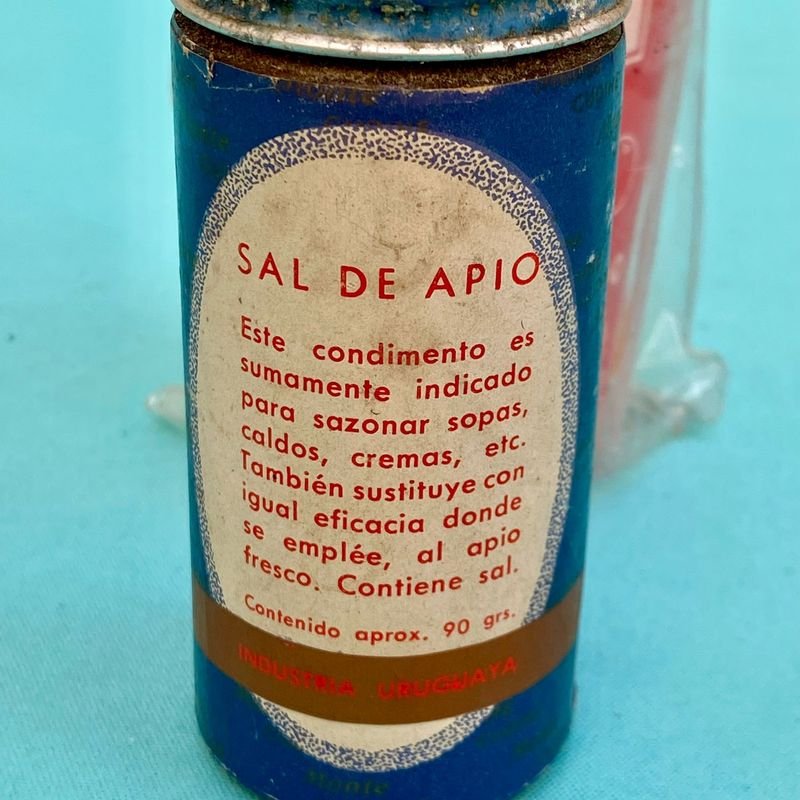 SAL DE APIO
Este condimento es
sumamente indicado
para sazonar sopas,
caldos, cremas, etc.
También sustituye con
igual eficacia donde
se emplée, al apio
fresco. Contiene sal.
Contenido aprox. 90 grs.
INDUSTRIA URUGUAYA
Monte